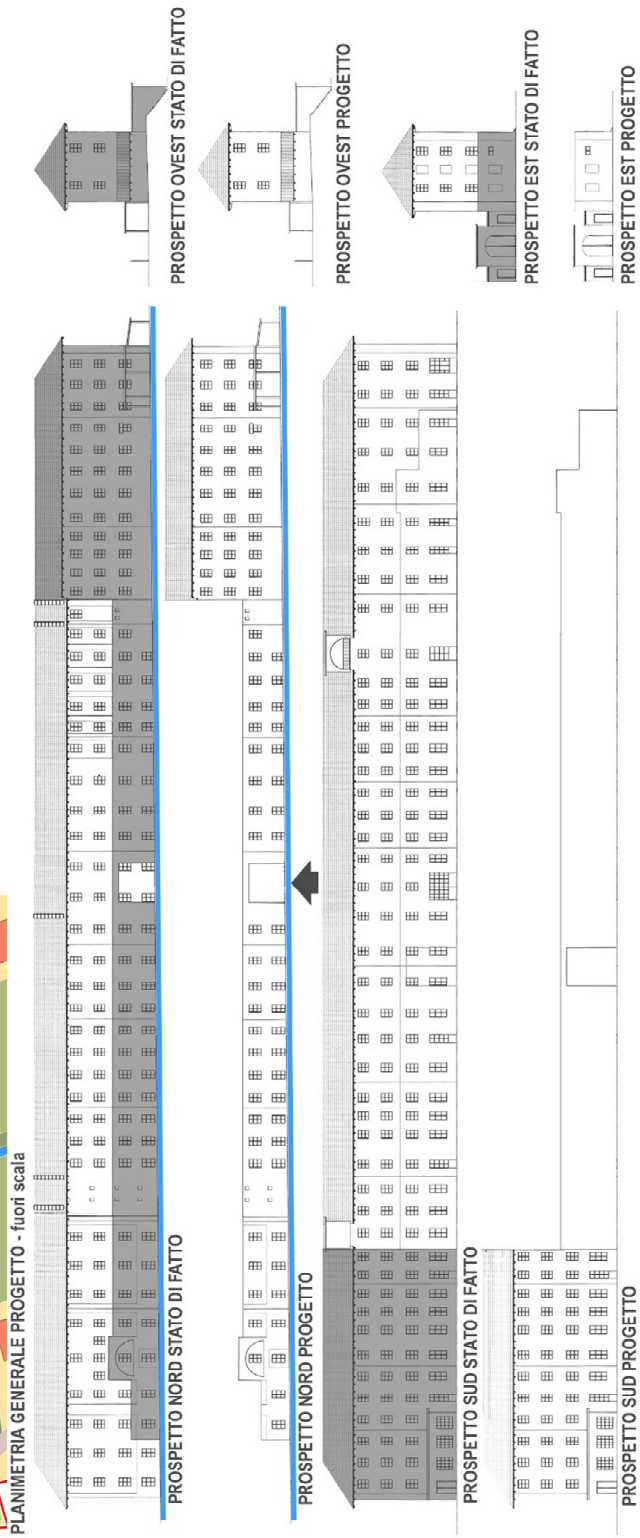 PLANIMETRIA GENERALE PROGETTO - fuori scala
PROSPETTO NORD STATO DI FATTO
PROSPETTO OVEST STATO DI FATTO
PROSPETTO NORD PROGETTO
PROSPETTO OVEST PROGETTO
PROSPETTO SUD STATO DI FATTO
PROSPETTO EST STATO DI FATTO
PROSPETTO SUD PROGETTO
PROSPETTO EST PROGETTO